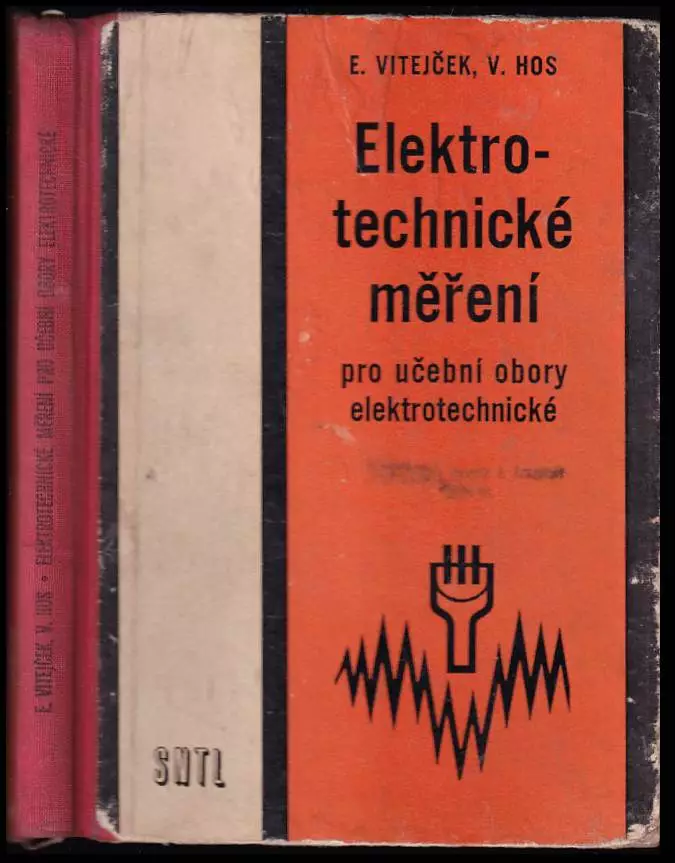 E. VITEJČEK, V. HOS
Elektro-
technické
měření
pro učební obory
elektrotechnické
SNTL
E. VITEJČEK, V. HOS • ELEKTROTECHNICKÉ MĚŘENÍ PRO UČEBNÍ OBORY ELEKTROTECHNICKÉ